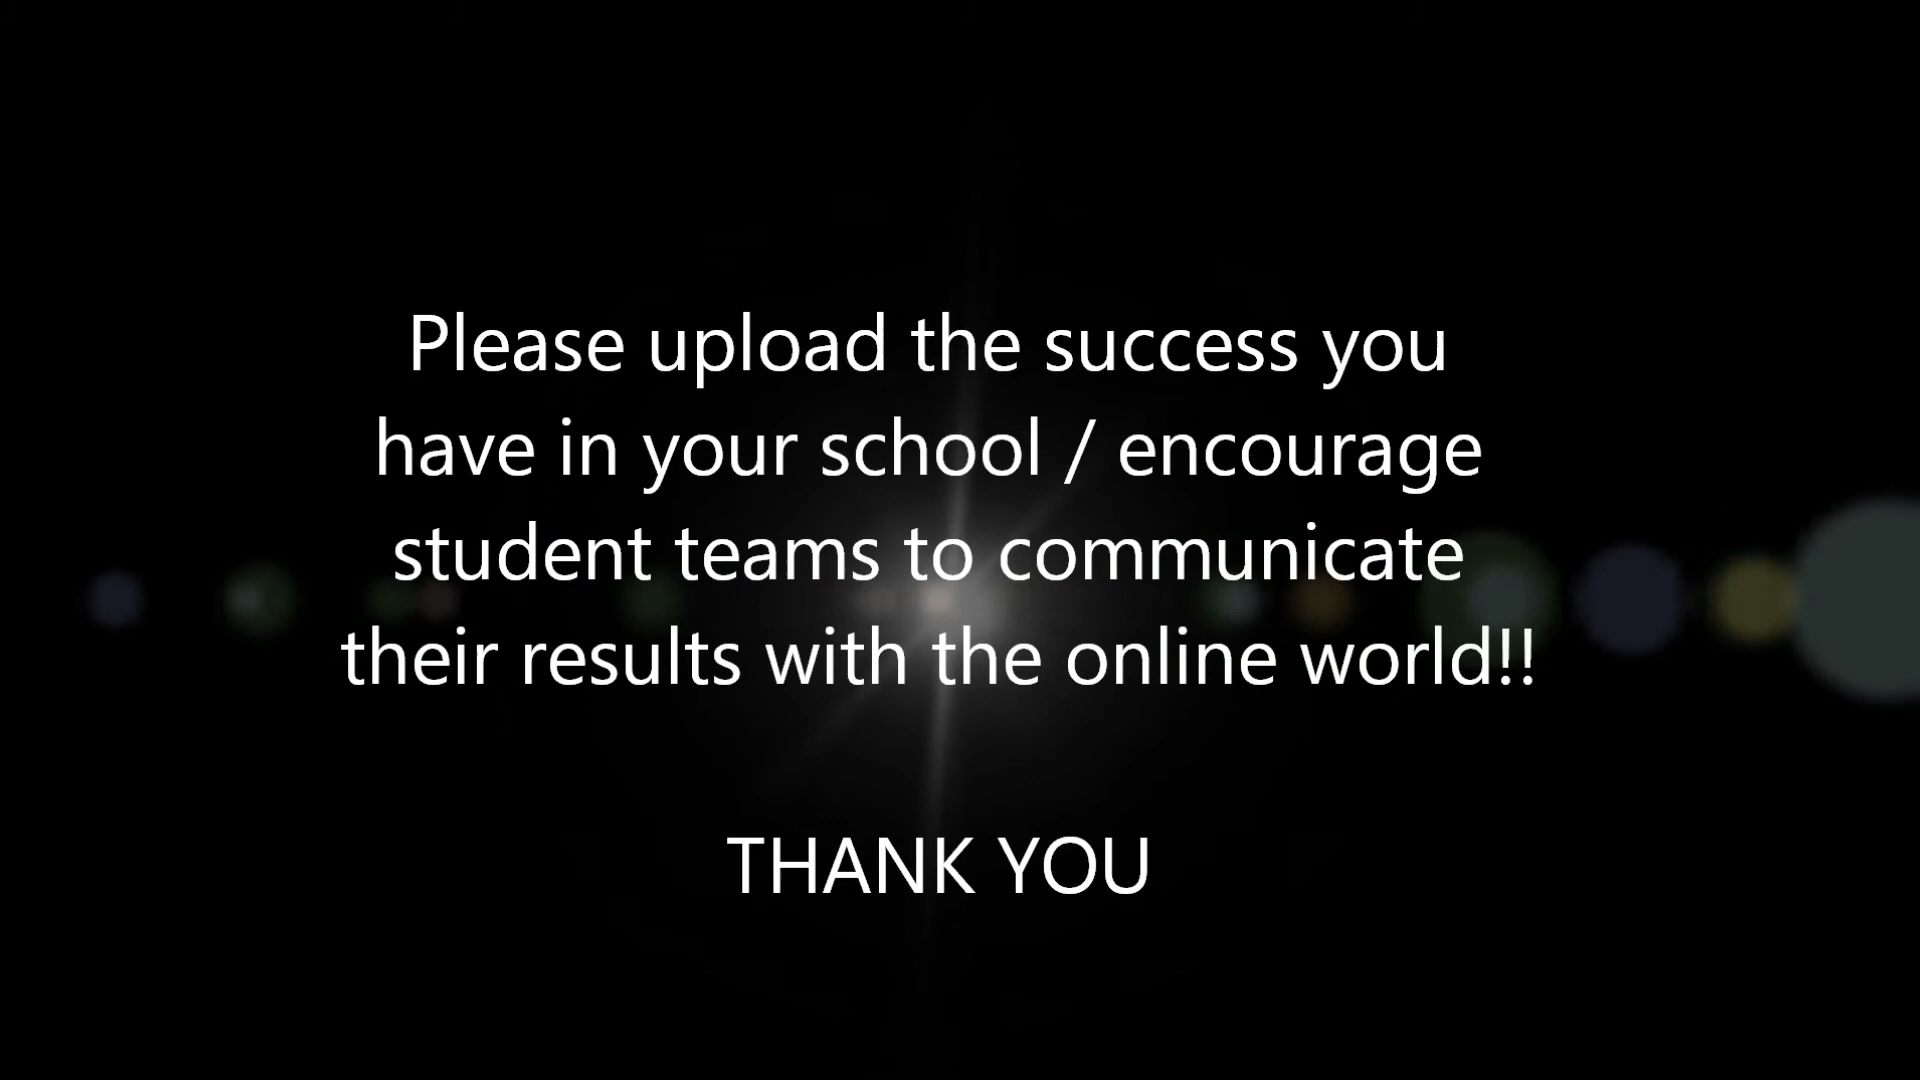 Please upload the success you
have in your school / encourage
student teams to communicate
their results with the online world!!
THANK YOU